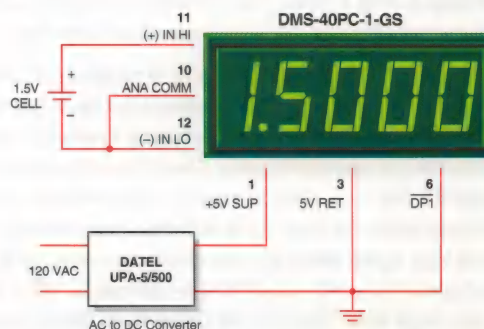 DMS-40PC-1-GS
11
(+) IN HI
10
ANA COMM
12
(–) IN LO
+
1.5V
CELL
–
1.5000
1
+5V SUP
3
5V RET
6
DP1
120 VAC
DATEL
UPA-5/500
AC to DC Converter